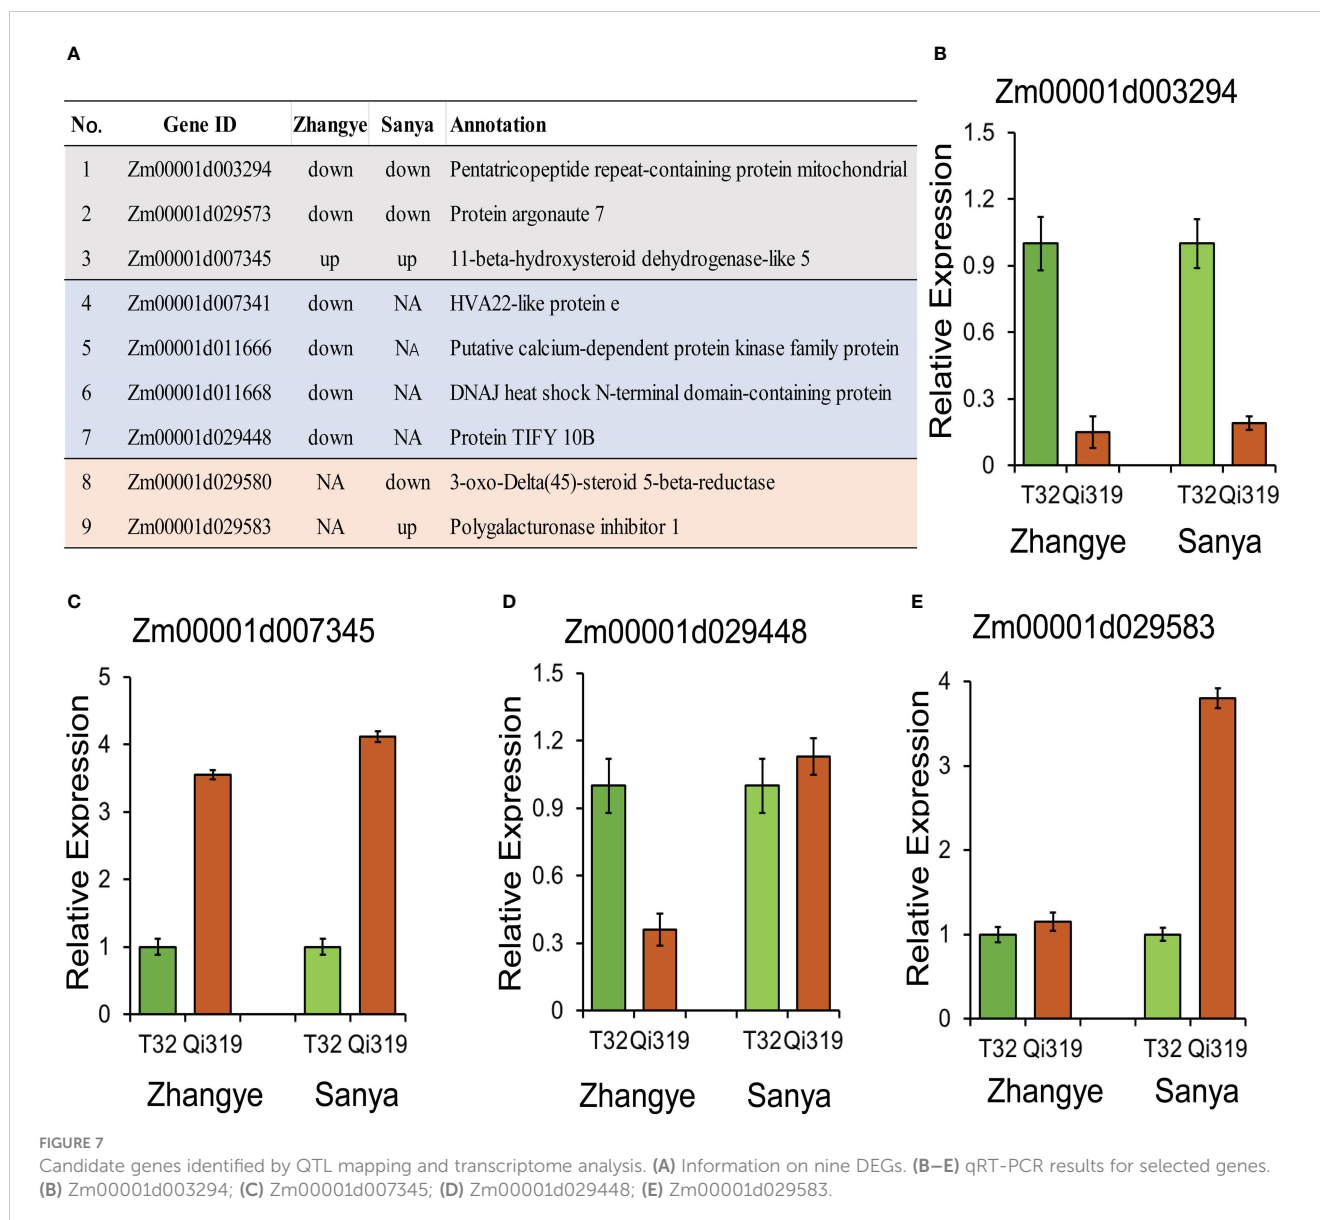 A
No. Gene ID Zhangye Sanya Annotation
1 Zm00001d003294 down down Pentatricopeptide repeat-containing protein mitochondrial
2 Zm00001d029573 down down Protein argonaute 7
3 Zm00001d007345 up up 11-beta-hydroxysteroid dehydrogenase-like 5
4 Zm00001d007341 down NA HVA22-like protein e
5 Zm00001d011666 down NA Putative calcium-dependent protein kinase family protein
6 Zm00001d011668 down NA DNAJ heat shock N-terminal domain-containing protein
7 Zm00001d029448 down NA Protein TIFY 10B
8 Zm00001d029580 NA down 3-oxo-Delta(45)-steroid 5-beta-reductase
9 Zm00001d029583 NA up Polygalacturonase inhibitor 1
B
Zm00001d003294
Relative Expression
1.5
1.2
0.9
0.6
0.3
0
T32 Qi319 T32 Qi319
Zhangye Sanya
C
Zm00001d007345
Relative Expression
5
4
3
2
1
0
T32 Qi319 T32 Qi319
Zhangye Sanya
D
Zm00001d029448
Relative Expression
1.5
1.2
0.9
0.6
0.3
0
T32 Qi319 T32 Qi319
Zhangye Sanya
E
Zm00001d029583
Relative Expression
4
3
2
1
0
T32 Qi319 T32 Qi319
Zhangye Sanya
FIGURE 7
Candidate genes identified by QTL mapping and transcriptome analysis. (A) Information on nine DEGs. (B–E) qRT-PCR results for selected genes.
(B) Zm00001d003294; (C) Zm00001d007345; (D) Zm00001d029448; (E) Zm00001d029583.